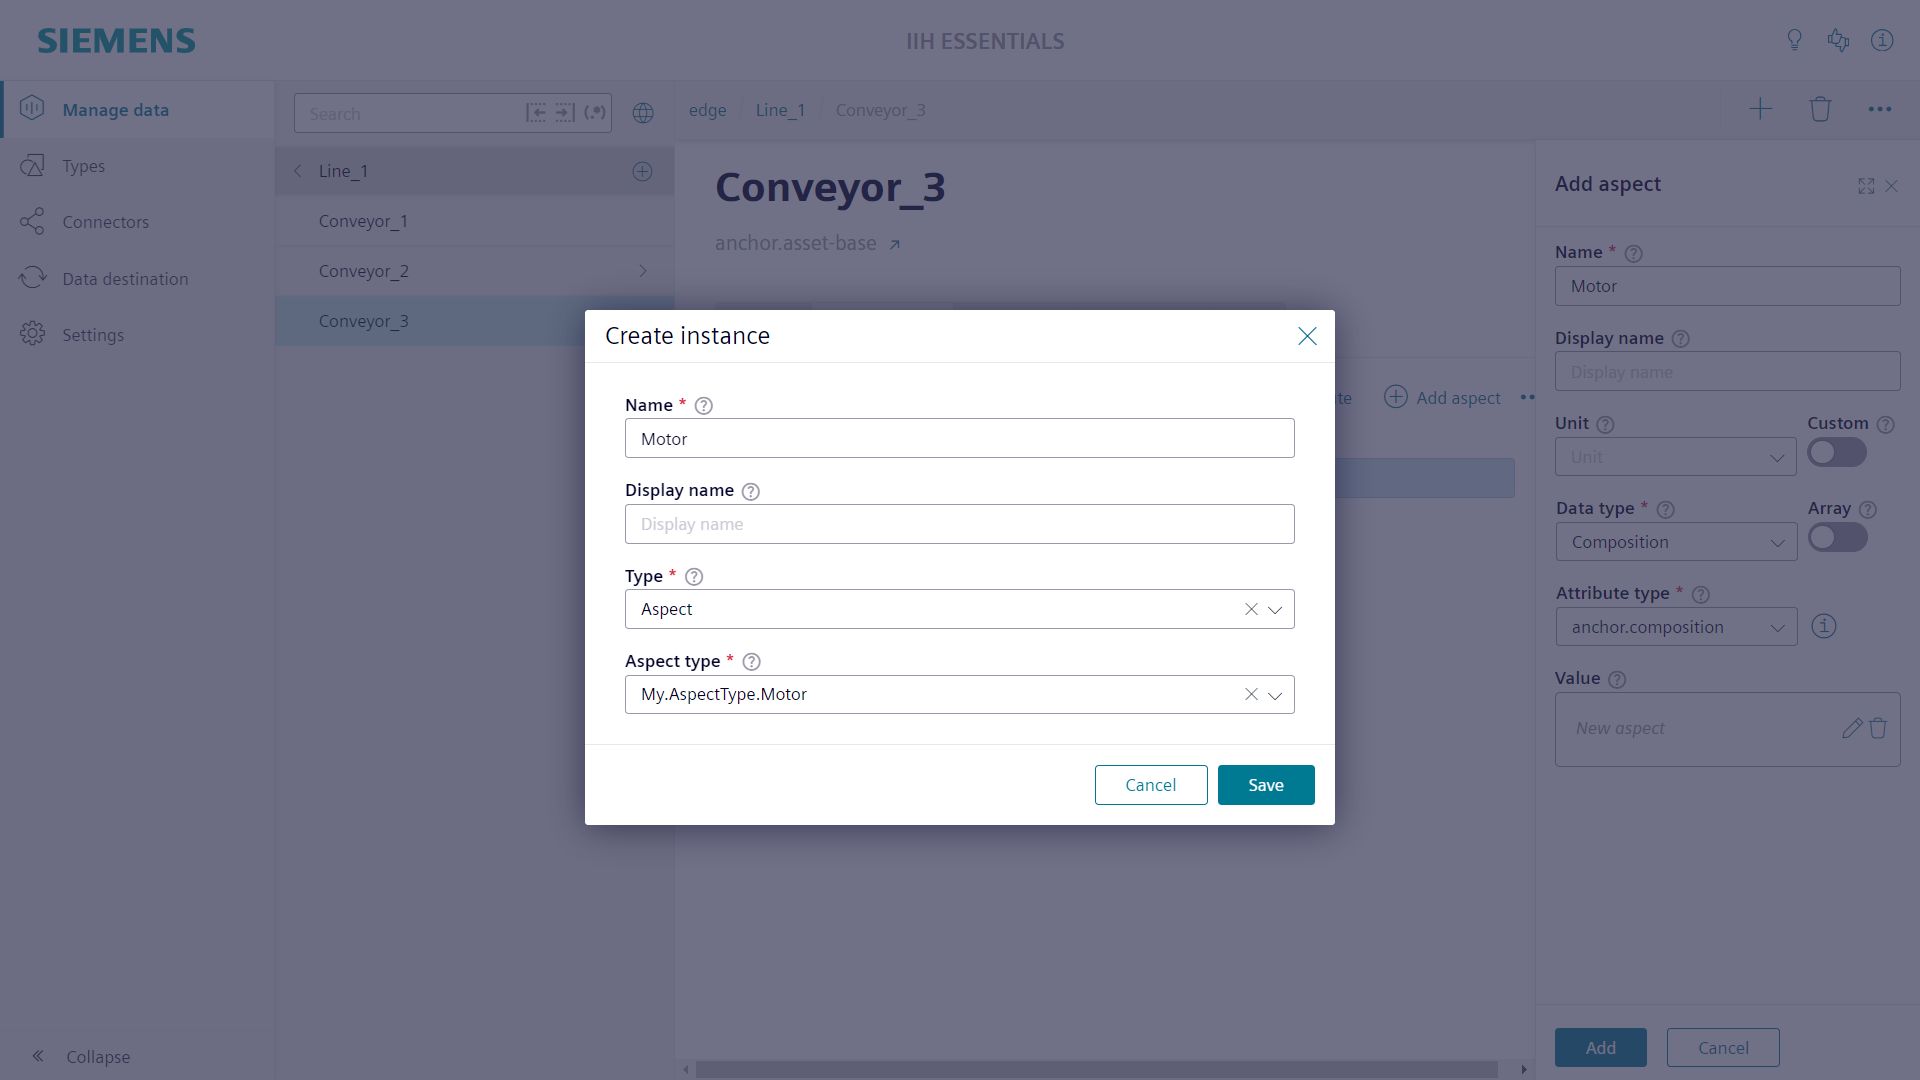 SIEMENS
IIH ESSENTIALS
Manage data
Types
Connectors
Data destination
Settings
Collapse
Search
(.*)
Line_1
Conveyor_1
Conveyor_2
Conveyor_3
edge
Line_1
Conveyor_3
Conveyor_3
anchor.asset-base
Add aspect
Create instance
Name *
Motor
Display name
Display name
Type *
Aspect
Aspect type *
My.AspectType.Motor
Cancel
Save
Add aspect
Name *
Motor
Display name
Display name
Unit
Custom
Unit
Data type *
Array
Composition
Attribute type *
anchor.composition
Value
New aspect
Add
Cancel